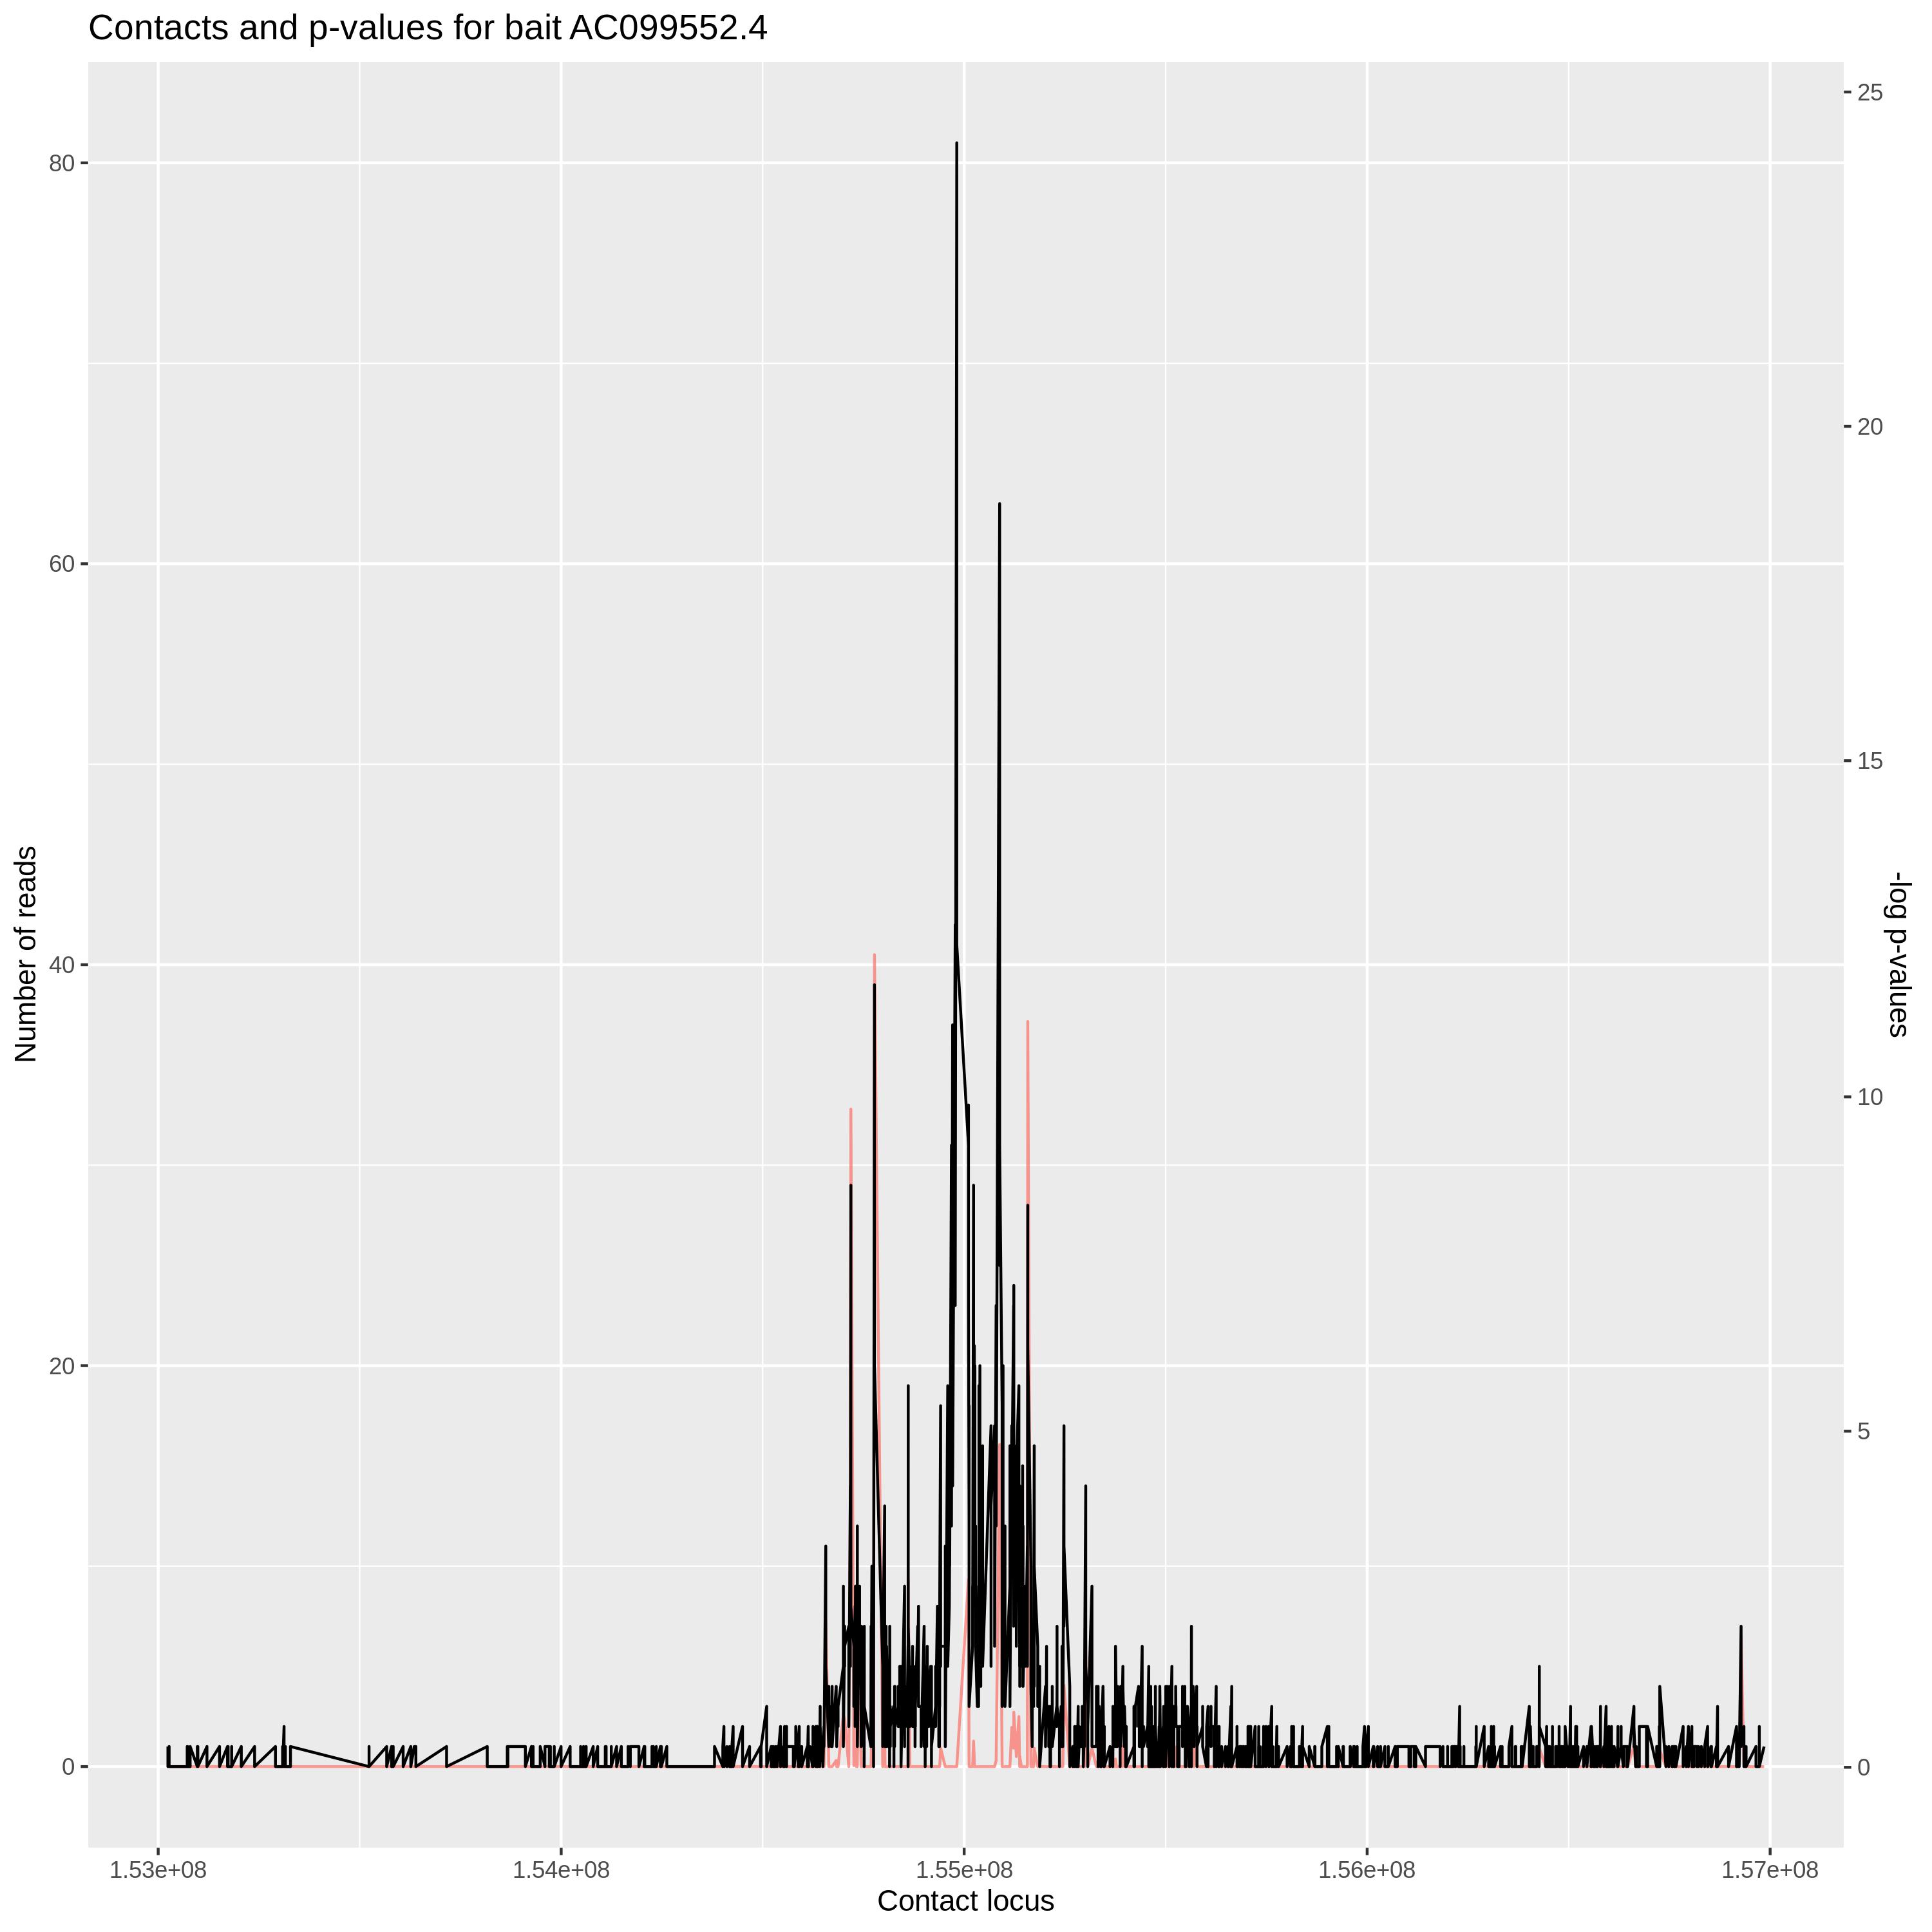 Contacts and p-values for bait AC099552.4
80
60
40
20
0
Number of reads
25
20
15
10
5
0
-log p-values
1.53e+08
1.54e+08
1.55e+08
1.56e+08
1.57e+08
Contact locus